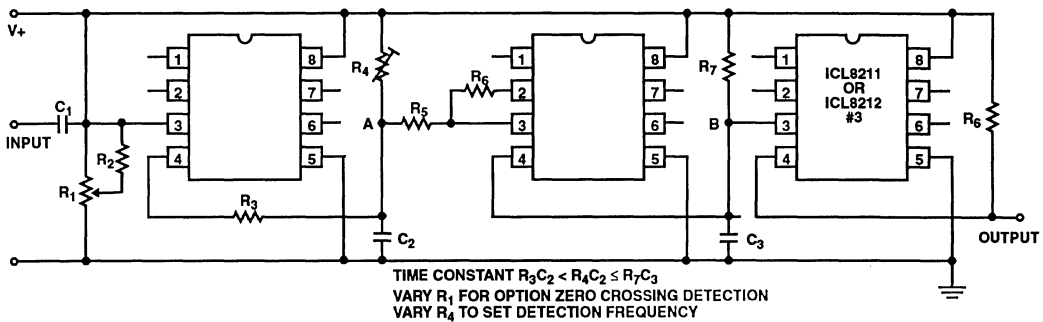 V+
1
2
3
4
8
7
6
5
C1
INPUT
R2
R1
R3
R4
A
C2
R5
R6
1
2
3
4
8
7
6
5
R7
B
C3
1
2
3
4
ICL8211
OR
ICL8212
#3
8
7
6
5
R6
OUTPUT
TIME CONSTANT R3C2 < R4C2 ≤ R7C3
VARY R1 FOR OPTION ZERO CROSSING DETECTION
VARY R4 TO SET DETECTION FREQUENCY